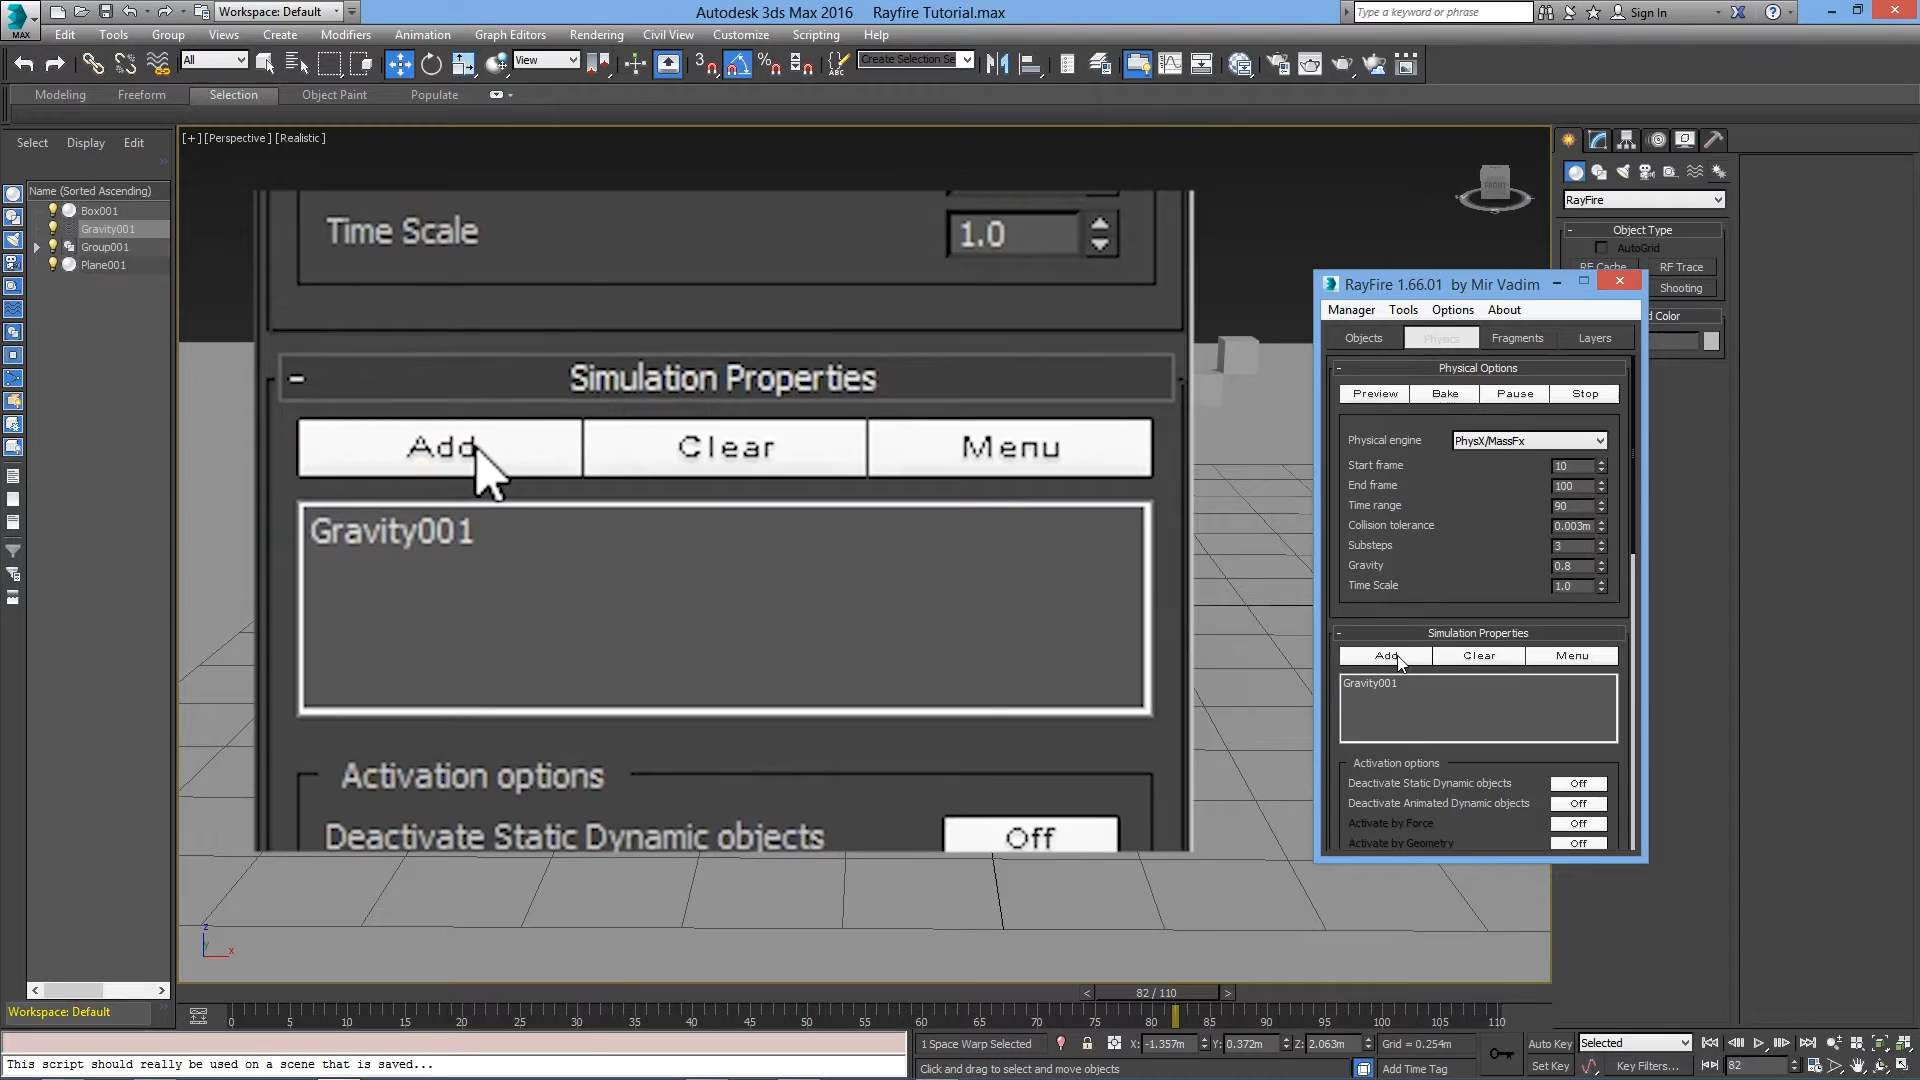 Workspace: Default
Autodesk 3ds Max 2016 Rayfire Tutorial.max
Type a keyword or phrase
Sign In
MAX
Edit Tools Group Views Create Modifiers Animation Graph Editors Rendering Civil View Customize Scripting Help
All
View
Create Selection Se
Modeling Freeform Selection Object Paint Populate
Select Display Edit
Name (Sorted Ascending)
Box001
Gravity001
Group001
Plane001
[+] [Perspective] [Realistic]
FRONT
Time Scale 1.0
Simulation Properties
Add Clear Menu
Gravity001
Activation options
Deactivate Static Dynamic objects Off
RayFire
Object Type
AutoGrid
RF Cache RF Trace
Shooting
d Color
RayFire 1.66.01 by Mir Vadim
Manager Tools Options About
Objects Physics Fragments Layers
Physical Options
Preview Bake Pause Stop
Physical engine PhysX/MassFx
Start frame 10
End frame 100
Time range 90
Collision tolerance 0.003m
Substeps 3
Gravity 0.8
Time Scale 1.0
Simulation Properties
Add Clear Menu
Gravity001
Activation options
Deactivate Static Dynamic objects Off
Deactivate Animated Dynamic objects Off
Activate by Force Off
Activate by Geometry Off
z
y
x
< 82 / 110 >
Workspace: Default
0 5 10 15 20 25 30 35 40 45 50 55 60 65 70 75 80 85 90 95 100 105 110
1 Space Warp Selected X: -1.357m Y: 0.372m Z: 2.063m Grid = 0.254m Auto Key Selected
This script should really be used on a scene that is saved...
Click and drag to select and move objects Add Time Tag Set Key Key Filters... 82